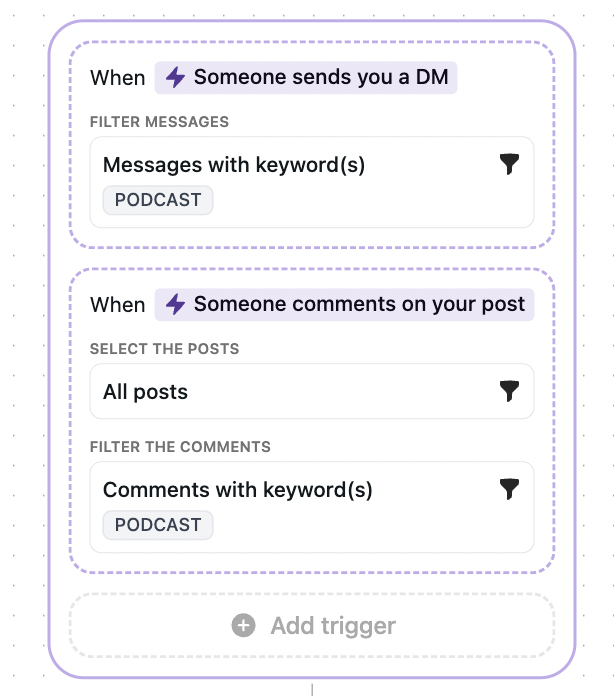 When Someone sends you a DM
FILTER MESSAGES
Messages with keyword(s)
PODCAST
When Someone comments on your post
SELECT THE POSTS
All posts
FILTER THE COMMENTS
Comments with keyword(s)
PODCAST
Add trigger